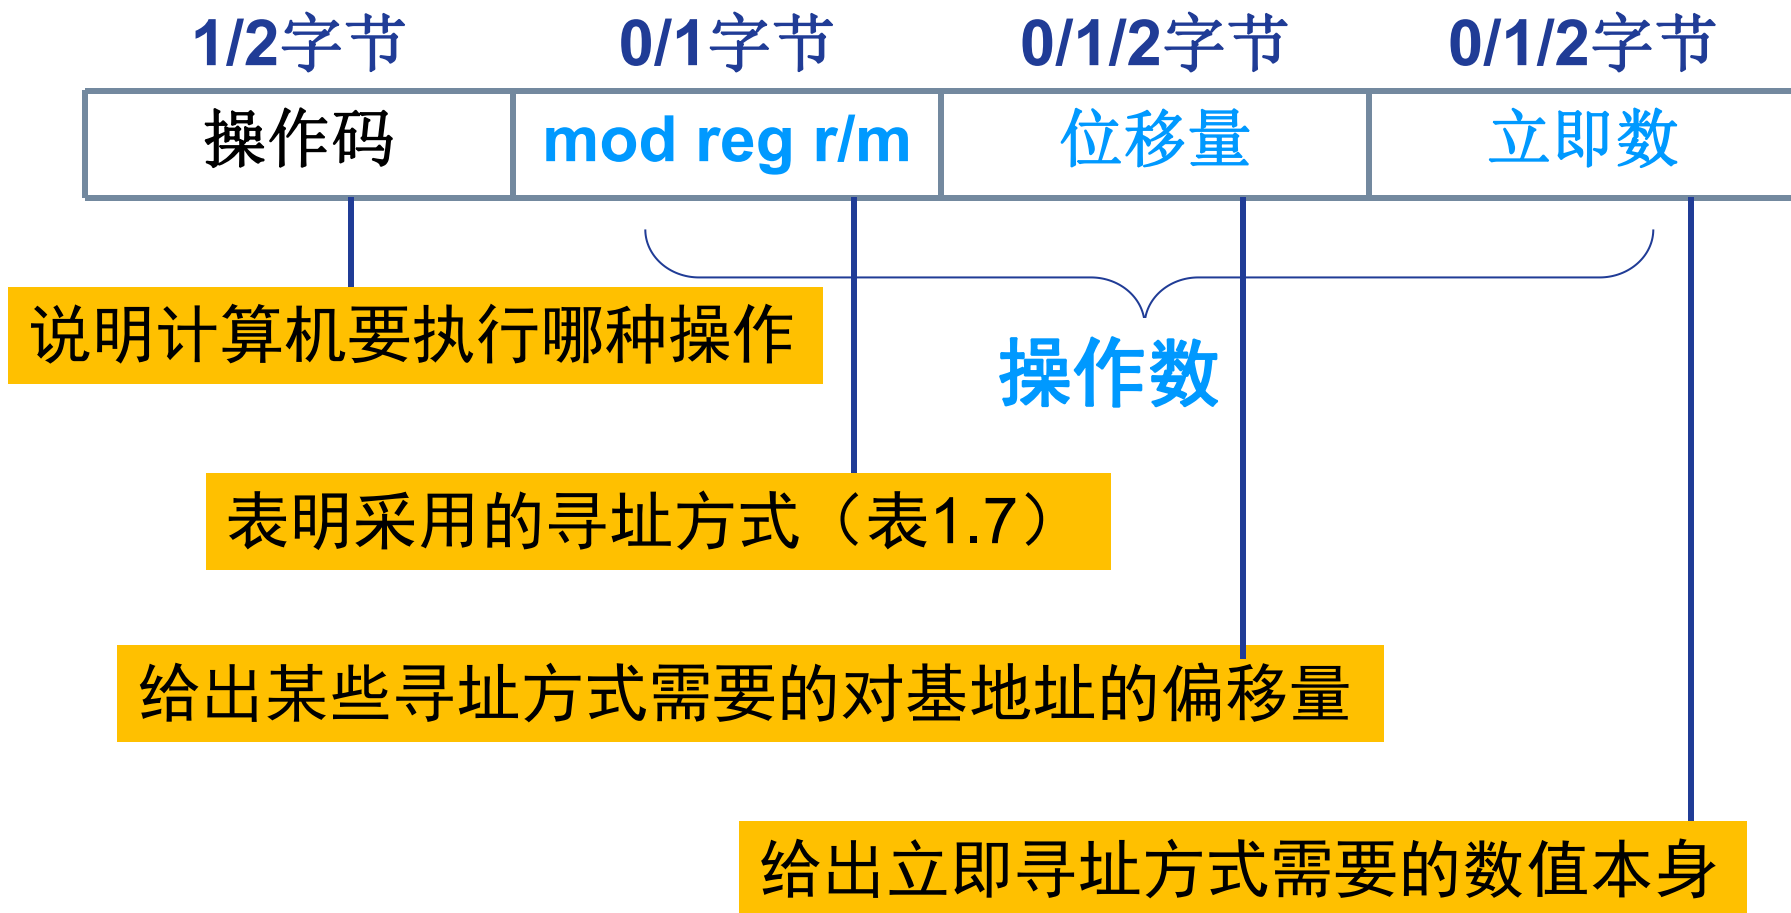 1/2字节 0/1字节 0/1/2字节 0/1/2字节
操作码 mod reg r/m 位移量 立即数
说明计算机要执行哪种操作
操作数
表明采用的寻址方式（表1.7）
给出某些寻址方式需要的对基地址的偏移量
给出立即寻址方式需要的数值本身